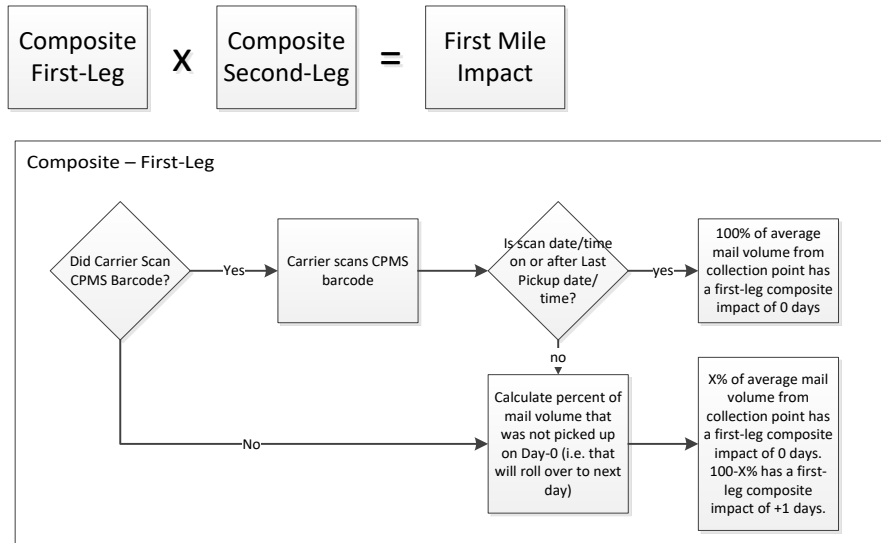 Composite
First-Leg
x
Composite
Second-Leg
=
First Mile
Impact
Composite – First-Leg
Did Carrier Scan
CPMS Barcode?
Yes
Carrier scans CPMS
barcode
Is scan date/time
on or after Last
Pickup date/
time?
yes
100% of average
mail volume from
collection point has
a first-leg composite
impact of 0 days
no
No
Calculate percent of
mail volume that
was not picked up
on Day-0 (i.e. that
will roll over to next
day)
X% of average mail
volume from
collection point has
a first-leg composite
impact of 0 days.
100-X% has a first-
leg composite
impact of +1 days.